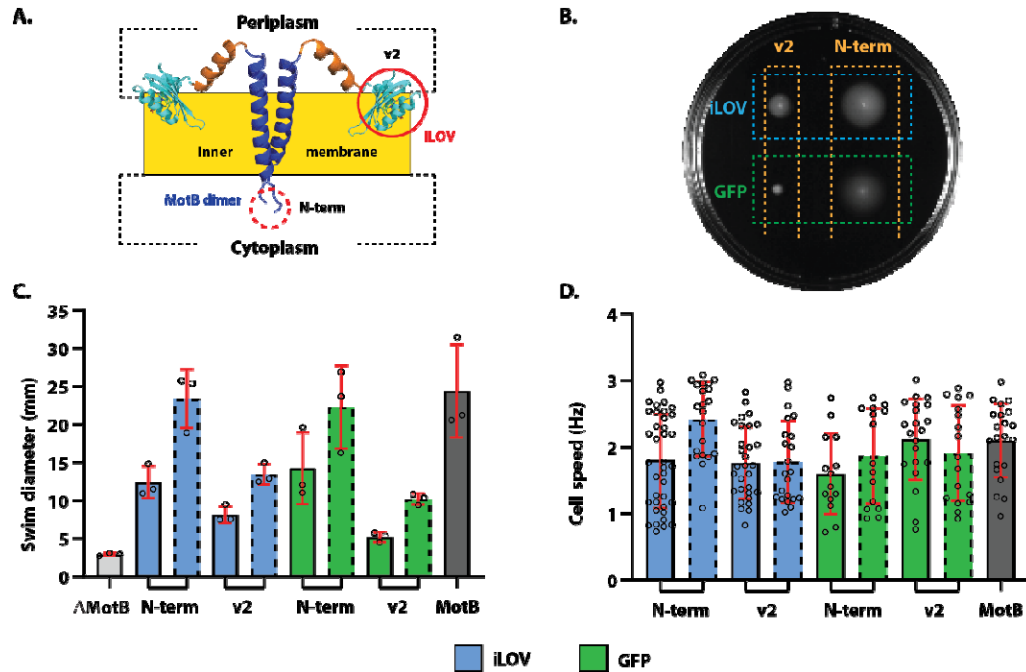 A.
Periplasm
v2
iLOV
Inner membrane
MotB dimer
N-term
Cytoplasm
B.
v2 N-term
iLOV
GFP
C.
35
30
25
20
15
10
5
0
Swim diameter (mm)
ΔMotB N-term v2 N-term v2 MotB
D.
4
3
2
1
0
Cell speed (Hz)
N-term v2 N-term v2 MotB
iLOV GFP